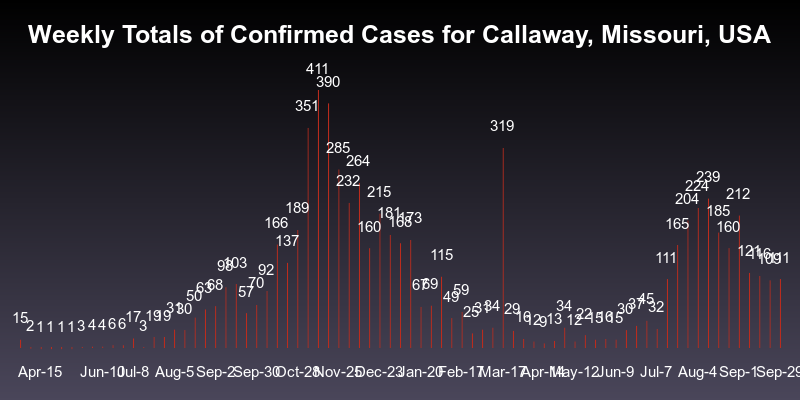 Weekly Totals of Confirmed Cases for Callaway, Missouri, USA
15 2 1 1 1 1 3 4 4 6 6 17 3 19 19 31 30 50 63 68 98 103 57 70 92 166 137 189 351 411 390 285 232 264 160 215 181 168 173 67 69 115 49 59 25 31 34 319 29 16 12 9 13 34 12 22 15 16 15 30 37 45 32 111 165 204 224 239 185 160 212 121 116 109 111
Apr-15 Jun-10 Jul-8 Aug-5 Sep-2 Sep-30 Oct-28 Nov-25 Dec-23 Jan-20 Feb-17 Mar-17 Apr-14 May-12 Jun-9 Jul-7 Aug-4 Sep-1 Sep-29